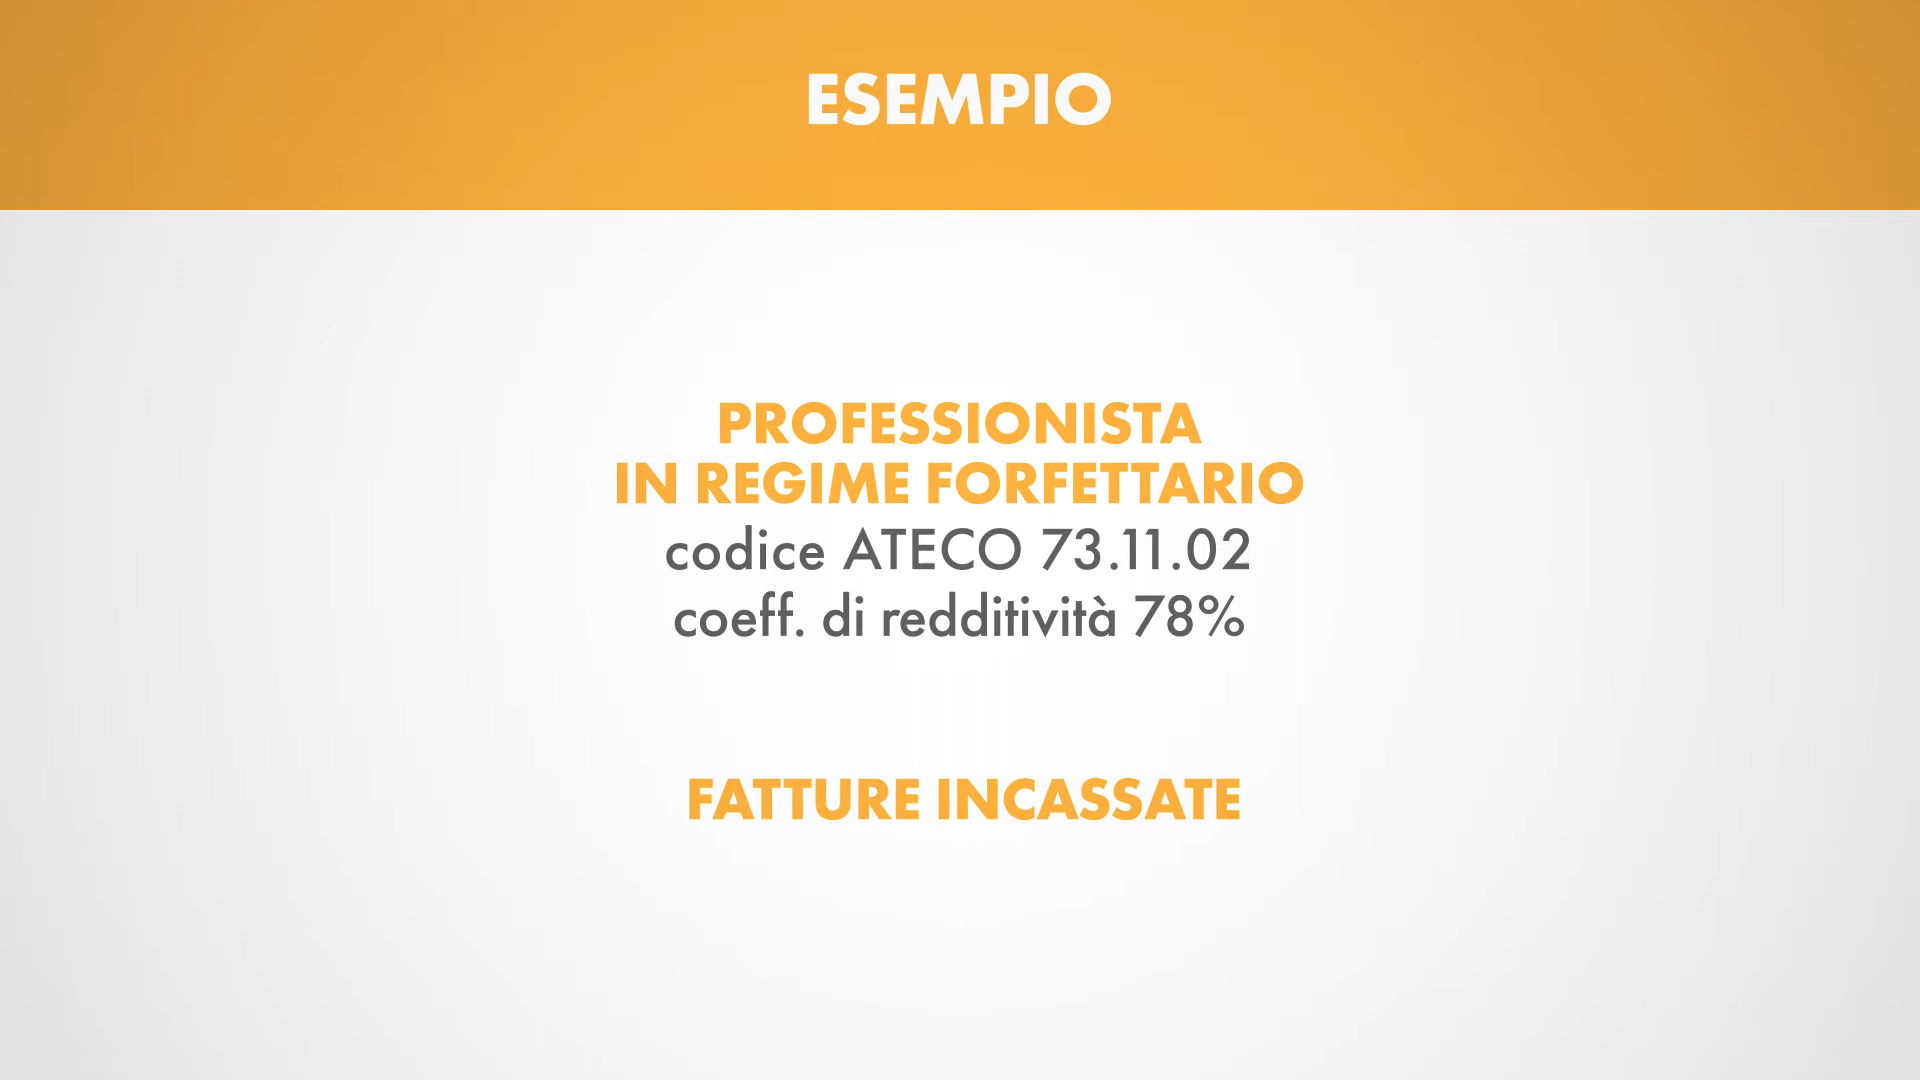 ESEMPIO
PROFESSIONISTA
IN REGIME FORFETTARIO
codice ATECO 73.11.02
coeff. di redditività 78%
FATTURE INCASSATE